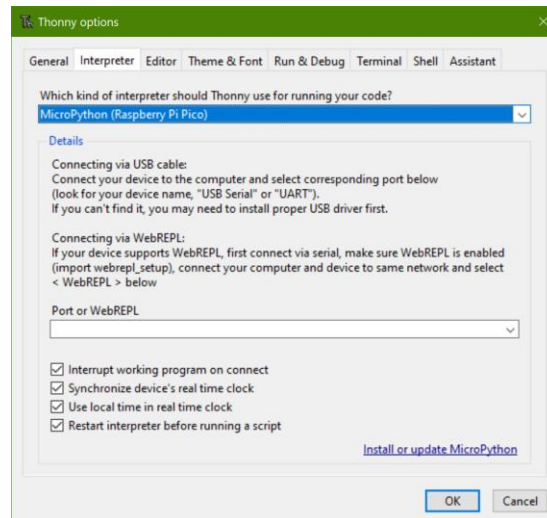 Thonny options
General Interpreter Editor Theme & Font Run & Debug Terminal Shell Assistant
Which kind of interpreter should Thonny use for running your code?
MicroPython (Raspberry Pi Pico)
Details
Connecting via USB cable:
Connect your device to the computer and select corresponding port below
(look for your device name, "USB Serial" or "UART").
If you can't find it, you may need to install proper USB driver first.
Connecting via WebREPL:
If your device supports WebREPL, first connect via serial, make sure WebREPL is enabled
(import webrepl_setup), connect your computer and device to same network and select
< WebREPL > below
Port or WebREPL
Interrupt working program on connect
Synchronize device's real time clock
Use local time in real time clock
Restart interpreter before running a script
Install or update MicroPython
OK Cancel